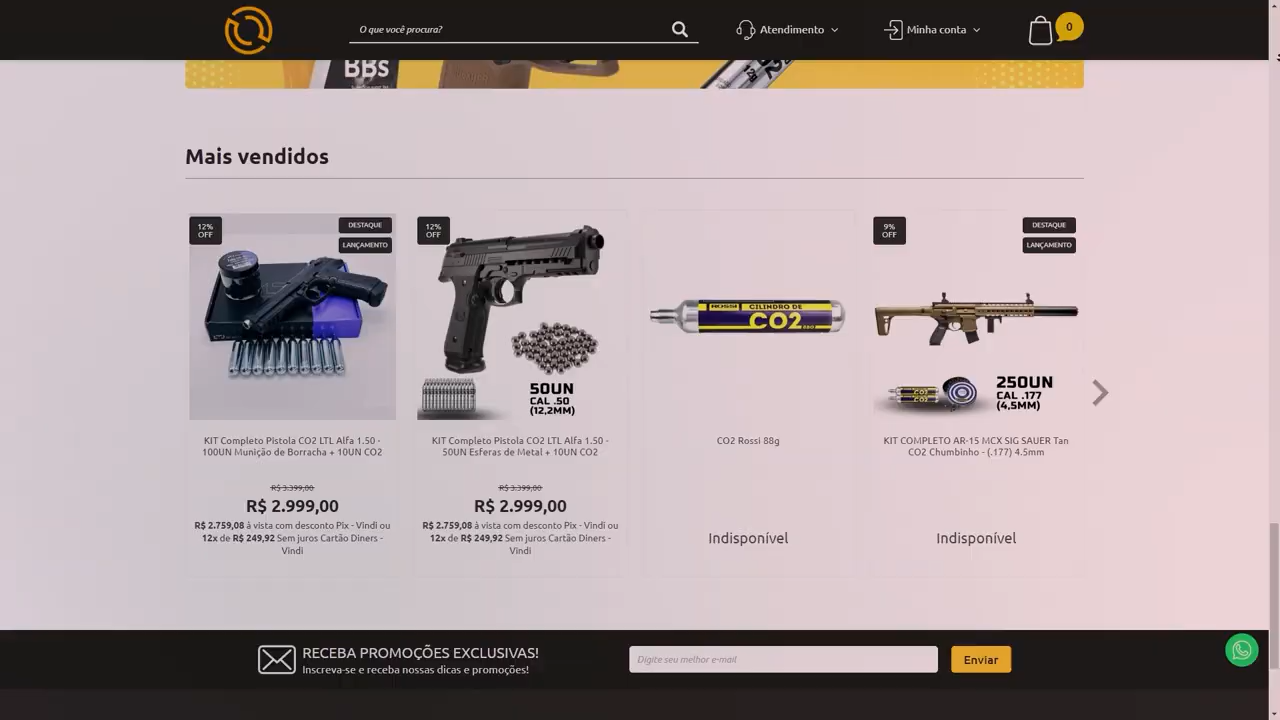 O que você procura?
Atendimento
Minha conta
0
BBs
Mais vendidos
12%
OFF
DESTAQUE
LANÇAMENTO
12%
OFF
50UN
CAL .50
(12,2MM)
ROSSI
CILINDRO DE
CO2
9%
OFF
DESTAQUE
LANÇAMENTO
250UN
CAL .177
(4,5MM)
KIT Completo Pistola CO2 LTL Alfa 1.50 -
100UN Munição de Borracha + 10UN CO2
R$ 3.399,00
R$ 2.999,00
R$ 2.759,08 à vista com desconto Pix - Vindi ou
12x de R$ 249,92 Sem juros Cartão Diners -
Vindi
KIT Completo Pistola CO2 LTL Alfa 1.50 -
50UN Esferas de Metal + 10UN CO2
R$ 3.399,00
R$ 2.999,00
R$ 2.759,08 à vista com desconto Pix - Vindi ou
12x de R$ 249,92 Sem juros Cartão Diners -
Vindi
CO2 Rossi 88g
Indisponível
KIT COMPLETO AR-15 MCX SIG SAUER Tan
CO2 Chumbinho - (.177) 4.5mm
Indisponível
RECEBA PROMOÇÕES EXCLUSIVAS!
Inscreva-se e receba nossas dicas e promoções!
Digite seu melhor e-mail
Enviar